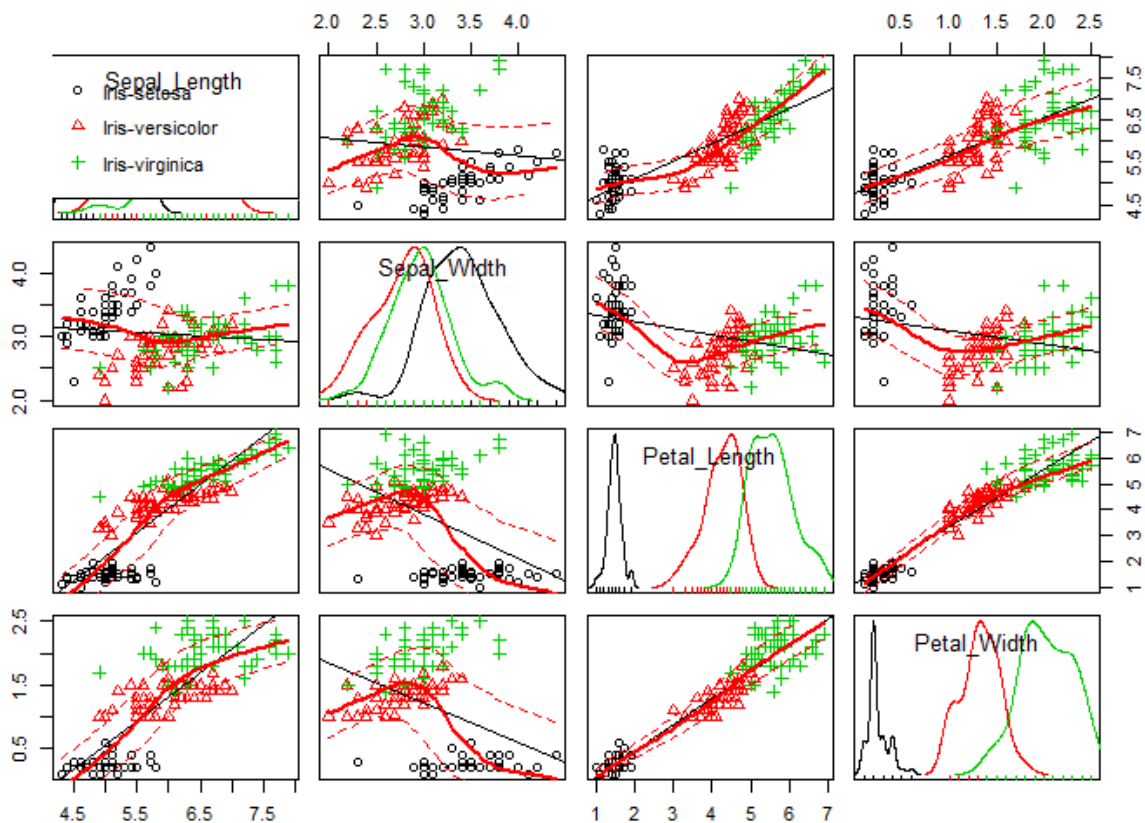 2.0 2.5 3.0 3.5 4.0
0.5 1.0 1.5 2.0 2.5
Sepal_Length
Iris-setosa
Iris-versicolor
Iris-virginica
7.5
6.5
5.5
4.5
4.0
3.0
2.0
Sepal_Width
Petal_Length
7
6
5
4
3
2
1
2.5
1.5
0.5
Petal_Width
4.5 5.5 6.5 7.5
1 2 3 4 5 6 7